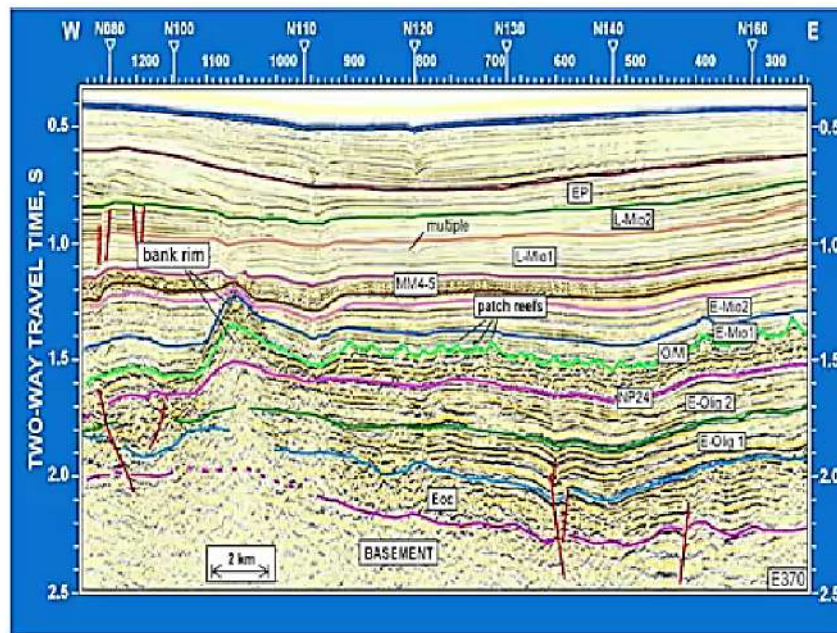 W N080 N100 N110 N120 N130 N140 N160 E
1200 1100 1000 900 800 700 600 500 400 300
0.5 0.5
EP
L-Mio2
multiple
1.0 1.0
L-Mio1
bank rim
MM4-5
patch reefs
E-Mio2
E-Mio1
O/M
1.5 1.5
NP24
E-Olig 2
E-Olig 1
2.0 2.0
Eoc
BASEMENT
2 km
E370
2.5 2.5
TWO-WAY TRAVEL TIME, S